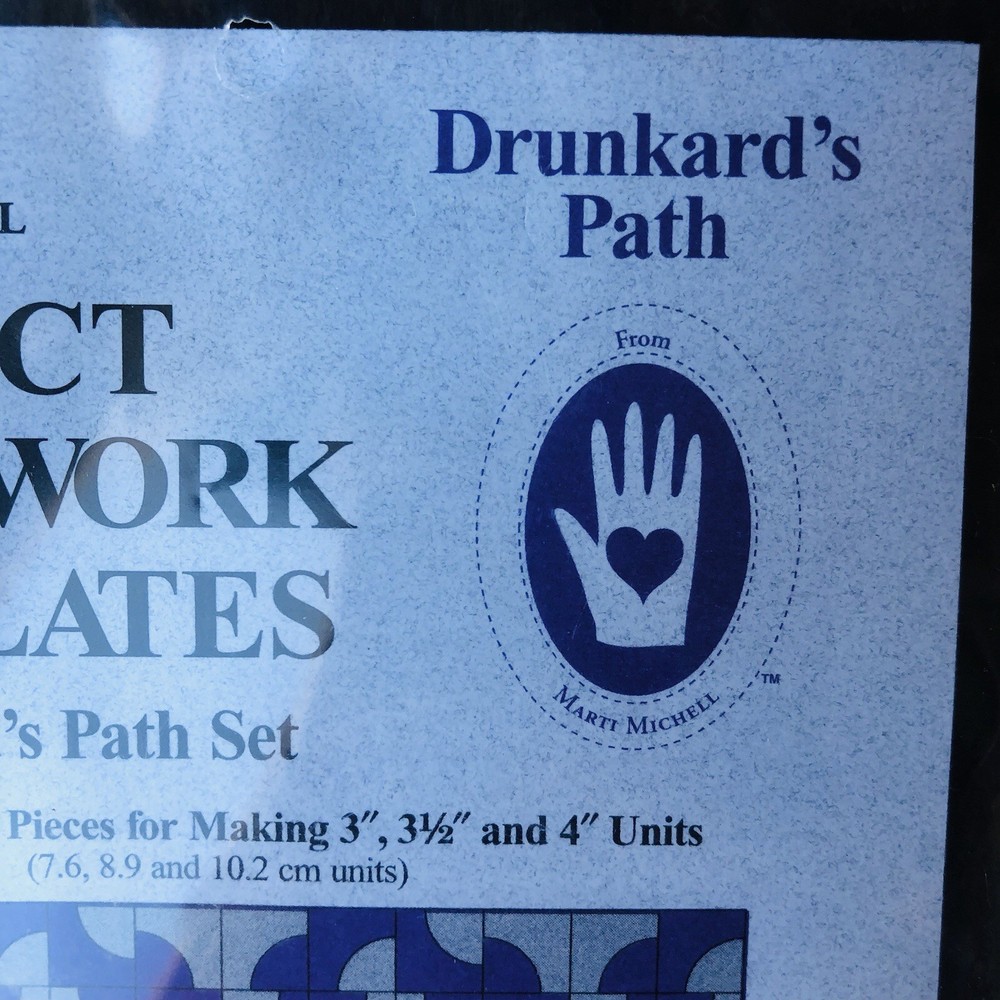 Drunkard's
Path
L
CT
WORK
LATES
From
MARTI MICHELL
™
's Path Set
Pieces for Making 3″, 3½″ and 4″ Units
(7.6, 8.9 and 10.2 cm units)